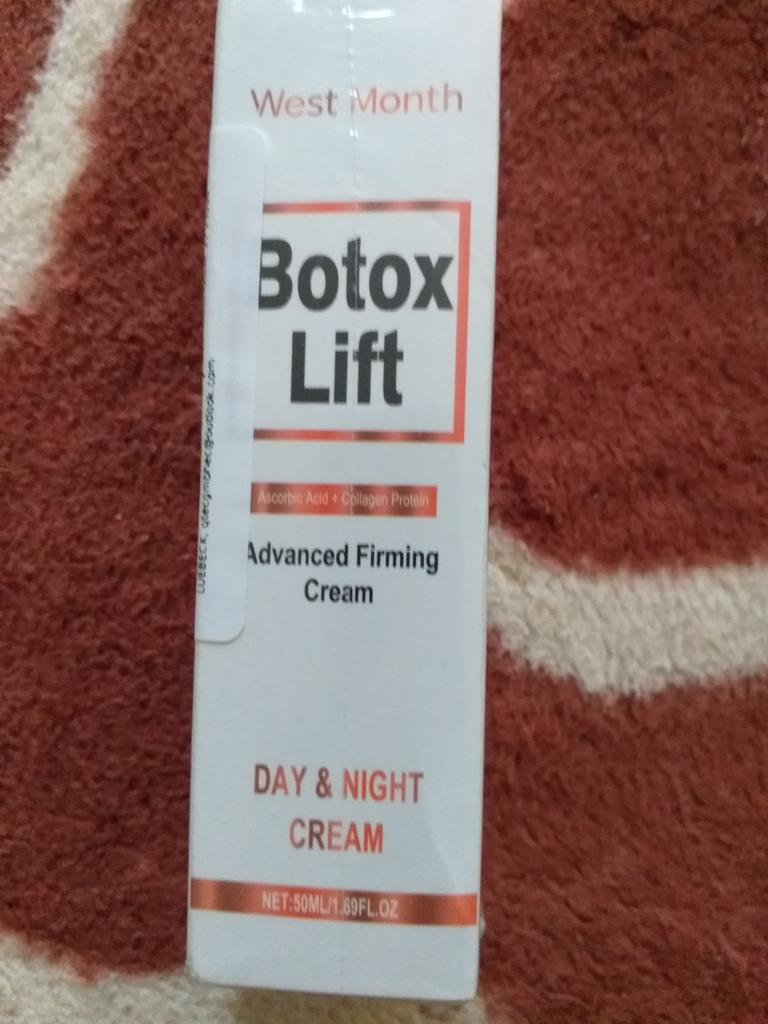 West Month
Botox
Lift
Ascorbic Acid + Collagen Protein
Advanced Firming
Cream
DAY & NIGHT
CREAM
NET:50ML/1.69FL.OZ
LUEBECK,